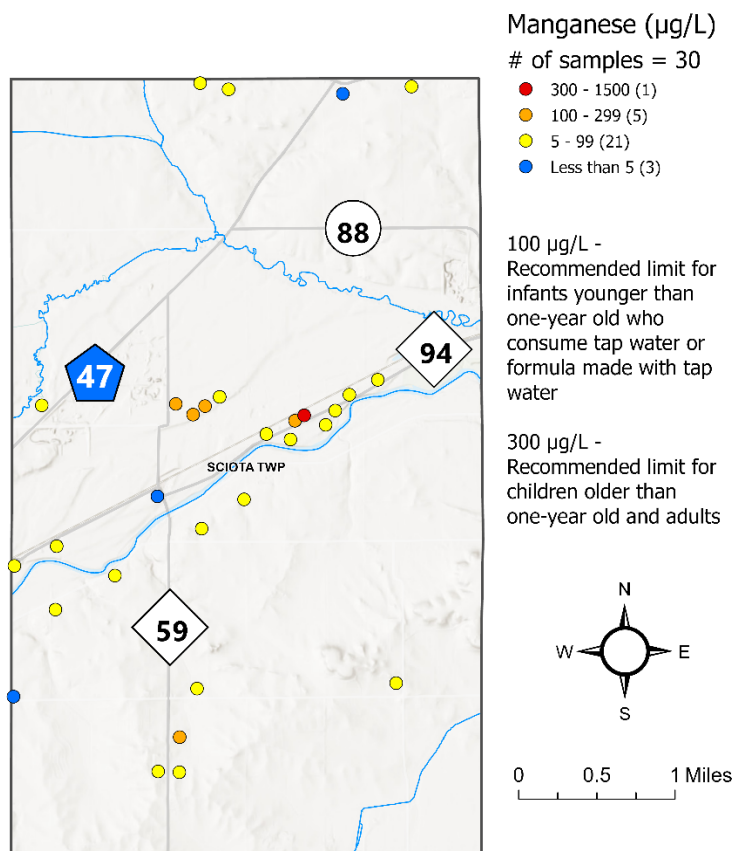 Manganese (µg/L)
# of samples = 30
300 - 1500 (1)
100 - 299 (5)
5 - 99 (21)
Less than 5 (3)
88
94
47
SCIOTA TWP
59
100 µg/L -
Recommended limit for
infants younger than
one-year old who
consume tap water or
formula made with tap
water
300 µg/L -
Recommended limit for
children older than
one-year old and adults
N
W E
S
0 0.5 1 Miles